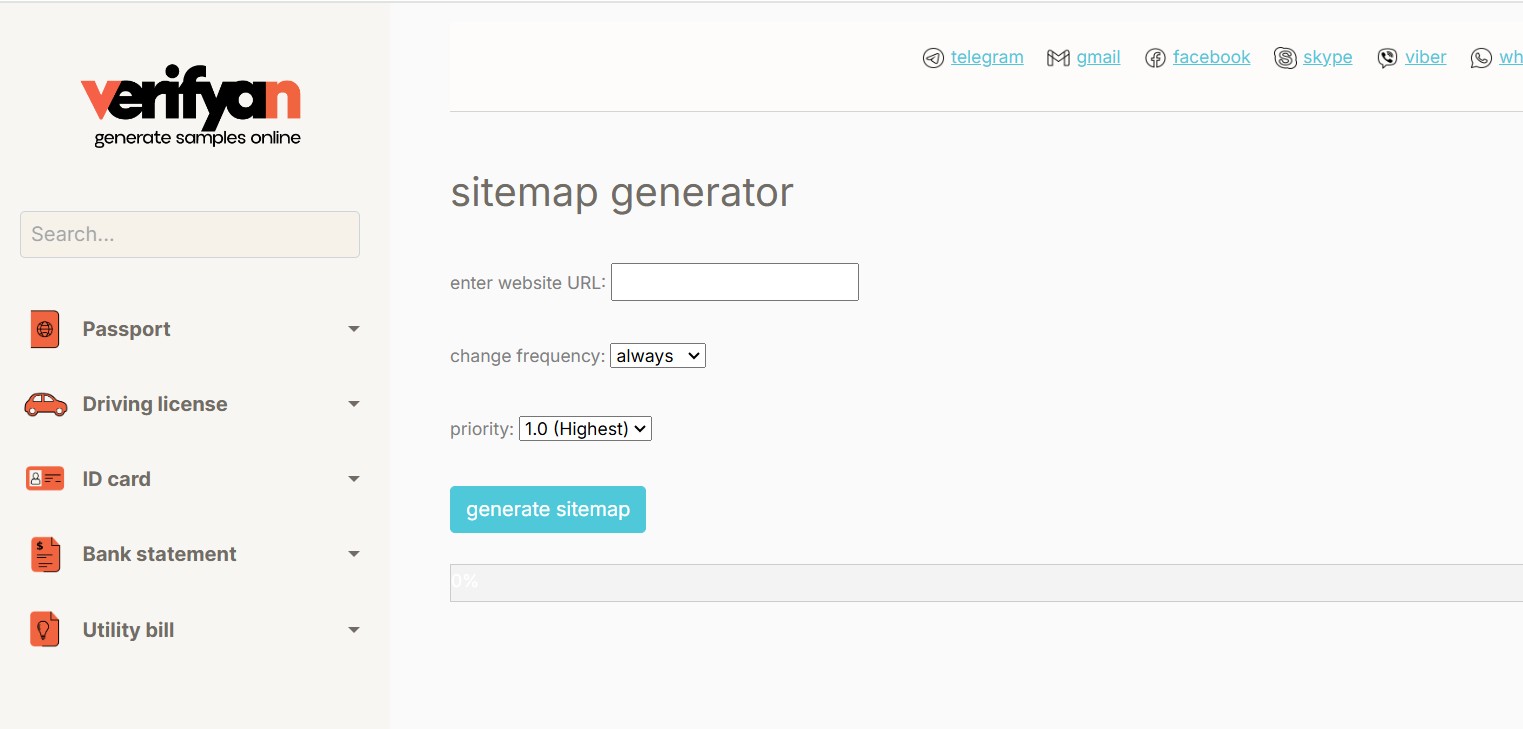 verifyan
generate samples online
Search...
Passport
Driving license
ID card
Bank statement
Utility bill
telegram gmail facebook skype viber wh
sitemap generator
enter website URL:
change frequency: always
priority: 1.0 (Highest)
generate sitemap
0%